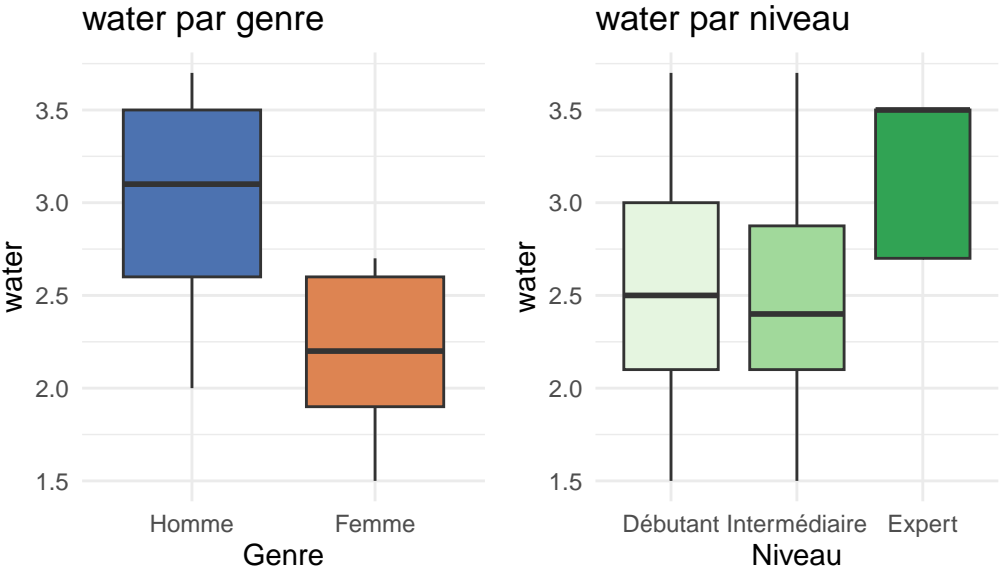 water par genre
water
3.5
3.0
2.5
2.0
1.5
Homme Femme
Genre
water par niveau
water
3.5
3.0
2.5
2.0
1.5
Débutant Intermédiaire Expert
Niveau